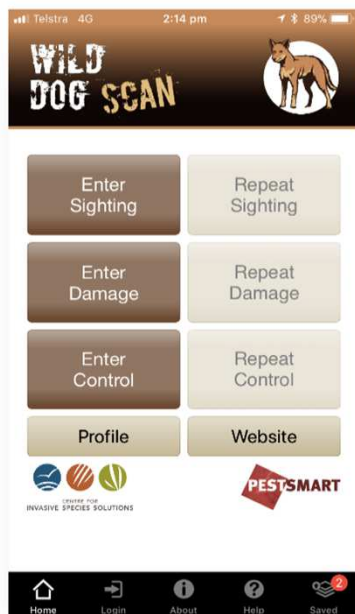 Telstra 4G 2:14 pm 89%
WILD
DOG SCAN
Enter
Sighting
Repeat
Sighting
Enter
Damage
Repeat
Damage
Enter
Control
Repeat
Control
Profile
Website
CENTRE FOR
INVASIVE SPECIES SOLUTIONS
PESTSMART
2
Home Login About Help Saved